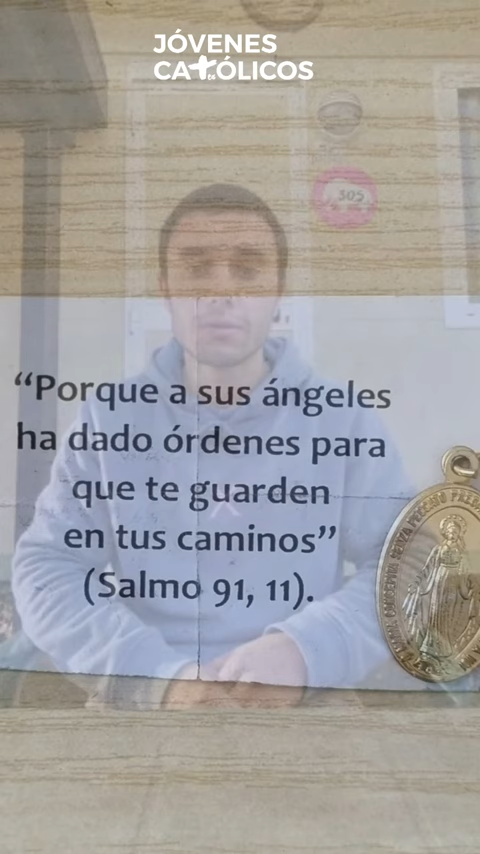 JÓVENES
CATÓLICOS
ES
305
“Porque a sus ángeles
ha dado órdenes para
que te guarden
en tus caminos”
(Salmo 91, 11).